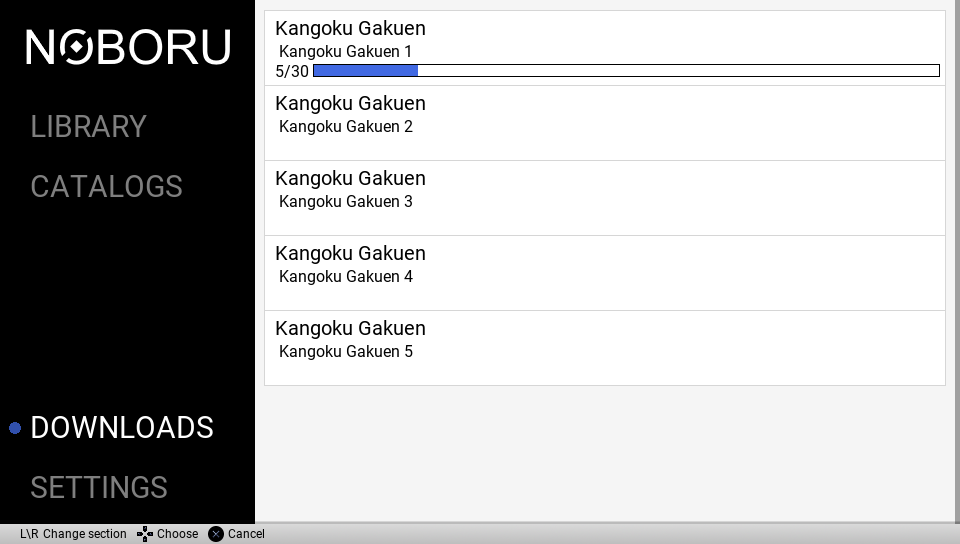 NOBORU
LIBRARY
CATALOGS
DOWNLOADS
SETTINGS
Kangoku Gakuen
Kangoku Gakuen 1
5/30
Kangoku Gakuen
Kangoku Gakuen 2
Kangoku Gakuen
Kangoku Gakuen 3
Kangoku Gakuen
Kangoku Gakuen 4
Kangoku Gakuen
Kangoku Gakuen 5
L\R Change section Choose Cancel